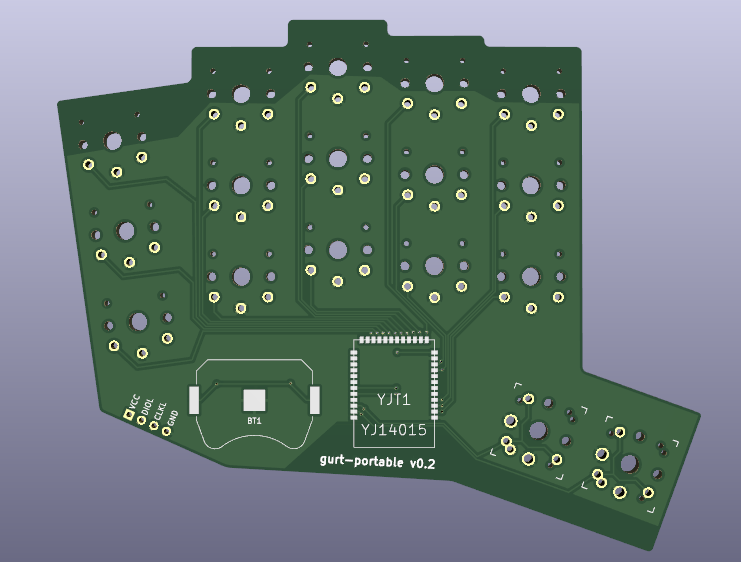 VCC
DIOL
CLKL
GND
BT1
YJT1
YJ14015
gurt-portable v0.2